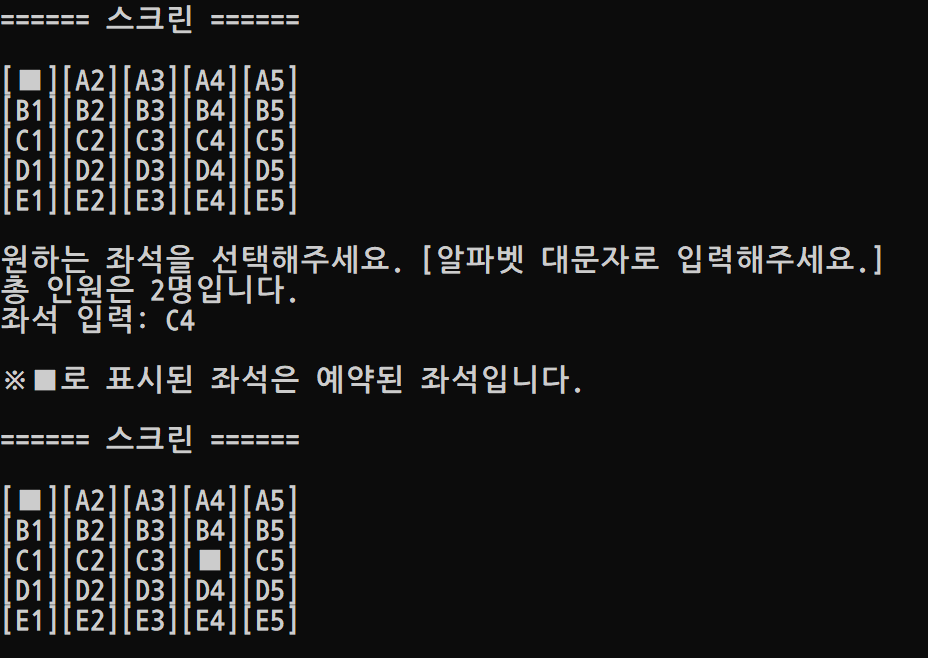 ====== 스크린 ======
[ ■][A2][A3][A4][A5]
[B1][B2][B3][B4][B5]
[C1][C2][C3][C4][C5]
[D1][D2][D3][D4][D5]
[E1][E2][E3][E4][E5]
원하는 좌석을 선택해주세요. [알파벳 대문자로 입력해주세요.]
총 인원은 2명입니다.
좌석 입력: C4
※■로 표시된 좌석은 예약된 좌석입니다.
====== 스크린 ======
[ ■][A2][A3][A4][A5]
[B1][B2][B3][B4][B5]
[C1][C2][C3][ ■][C5]
[D1][D2][D3][D4][D5]
[E1][E2][E3][E4][E5]